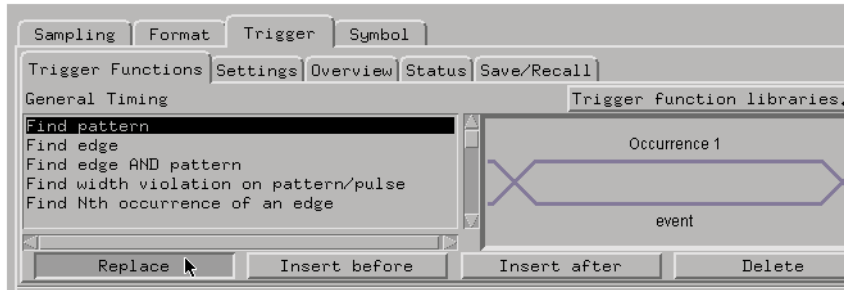 Sampling Format Trigger Symbol
Trigger Functions Settings Overview Status Save/Recall
General Timing Trigger function libraries.
Find pattern
Find edge
Find edge AND pattern
Find width violation on pattern/pulse
Find Nth occurrence of an edge
Occurrence 1
event
Replace Insert before Insert after Delete